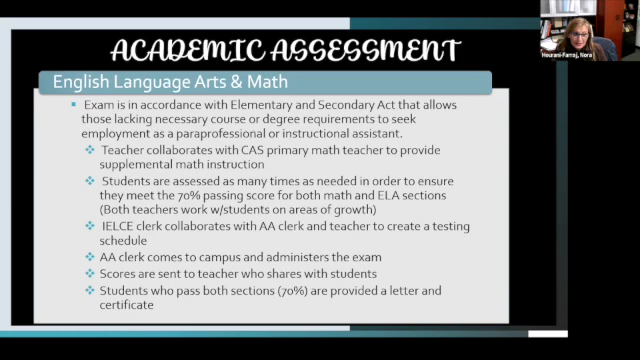 ACADEMIC ASSESSMENT
English Language Arts & Math
Exam is in accordance with Elementary and Secondary Act that allows
those lacking necessary course or degree requirements to seek
employment as a paraprofessional or instructional assistant.
Teacher collaborates with CAS primary math teacher to provide
supplemental math instruction
Students are assessed as many times as needed in order to ensure
they meet the 70% passing score for both math and ELA sections
(Both teachers work w/students on areas of growth)
IELCE clerk collaborates with AA clerk and teacher to create a testing
schedule
AA clerk comes to campus and administers the exam
Scores are sent to teacher who shares with students
Students who pass both sections (70%) are provided a letter and
certificate
Hourani-Farraj, Nora